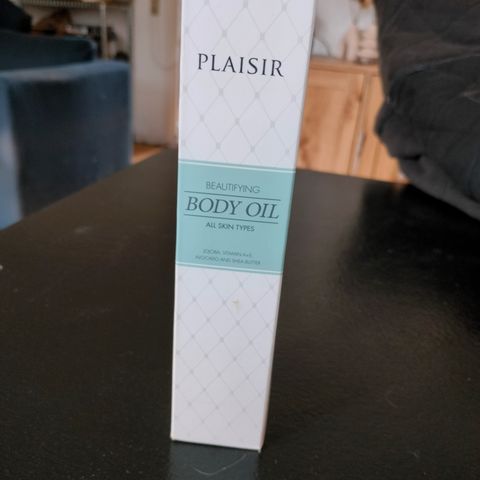 PLAISIR
BEAUTIFYING
BODY OIL
ALL SKIN TYPES
JOJOBA, VITAMIN A+E,
AVOCADO AND SHEA BUTTER